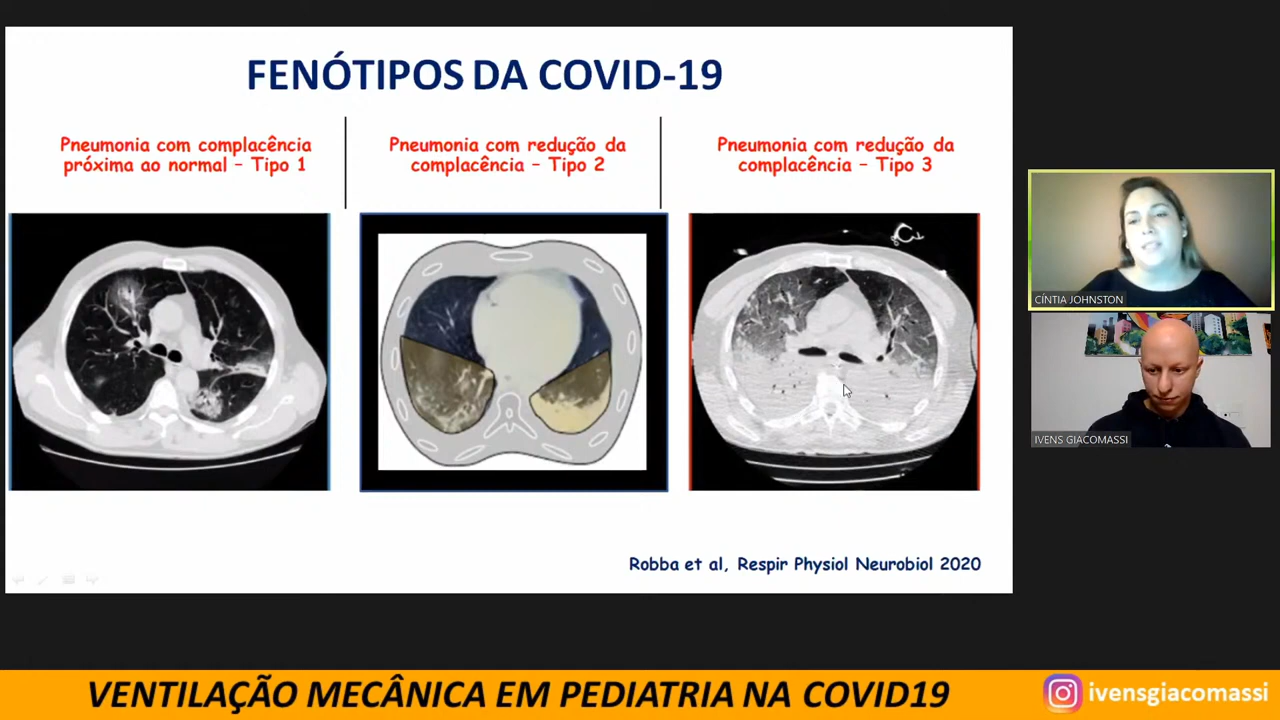 FENÓTIPOS DA COVID-19
Pneumonia com complacência
próxima ao normal – Tipo 1
Pneumonia com redução da
complacência – Tipo 2
Pneumonia com redução da
complacência – Tipo 3
Robba et al, Respir Physiol Neurobiol 2020
CÍNTIA JOHNSTON
IVENS GIACOMASSI
VENTILAÇÃO MECÂNICA EM PEDIATRIA NA COVID19
ivensgiacomassi